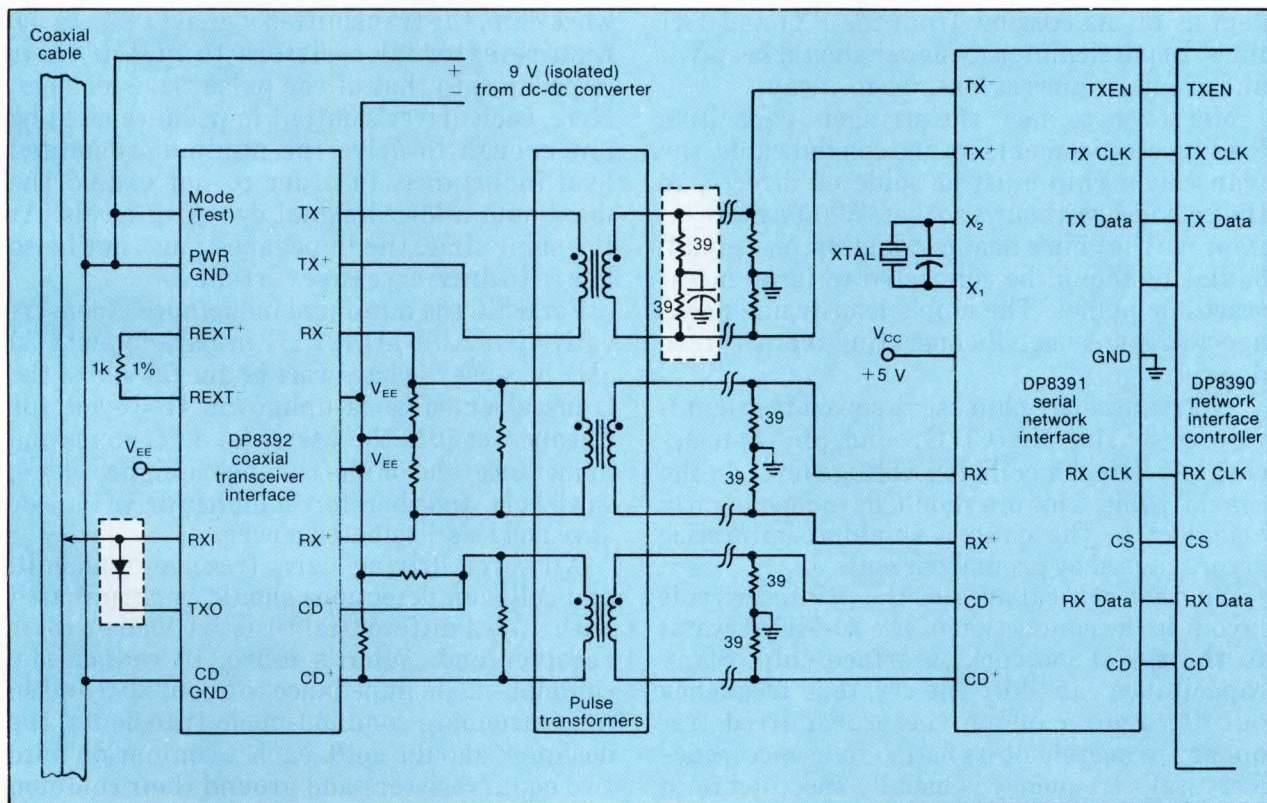 Coaxial
cable
+
−
9 V (isolated)
from dc-dc converter
Mode
(Test)
PWR
GND
REXT+
1k
1%
REXT−
VEE
DP8392
coaxial
transceiver
interface
RXI
TXO
CD
GND
TX−
TX+
RX−
VEE
VEE
RX+
CD−
CD+
Pulse
transformers
39
39
39
39
39
39
TX−
TX+
X2
XTAL
X1
VCC
+5 V
DP8391
serial
network
interface
RX−
RX+
CD−
CD+
TXEN
TX CLK
TX Data
GND
RX CLK
CS
RX Data
CD
DP8390
network
interface
controller
TXEN
TX CLK
TX Data
RX CLK
CS
RX Data
CD